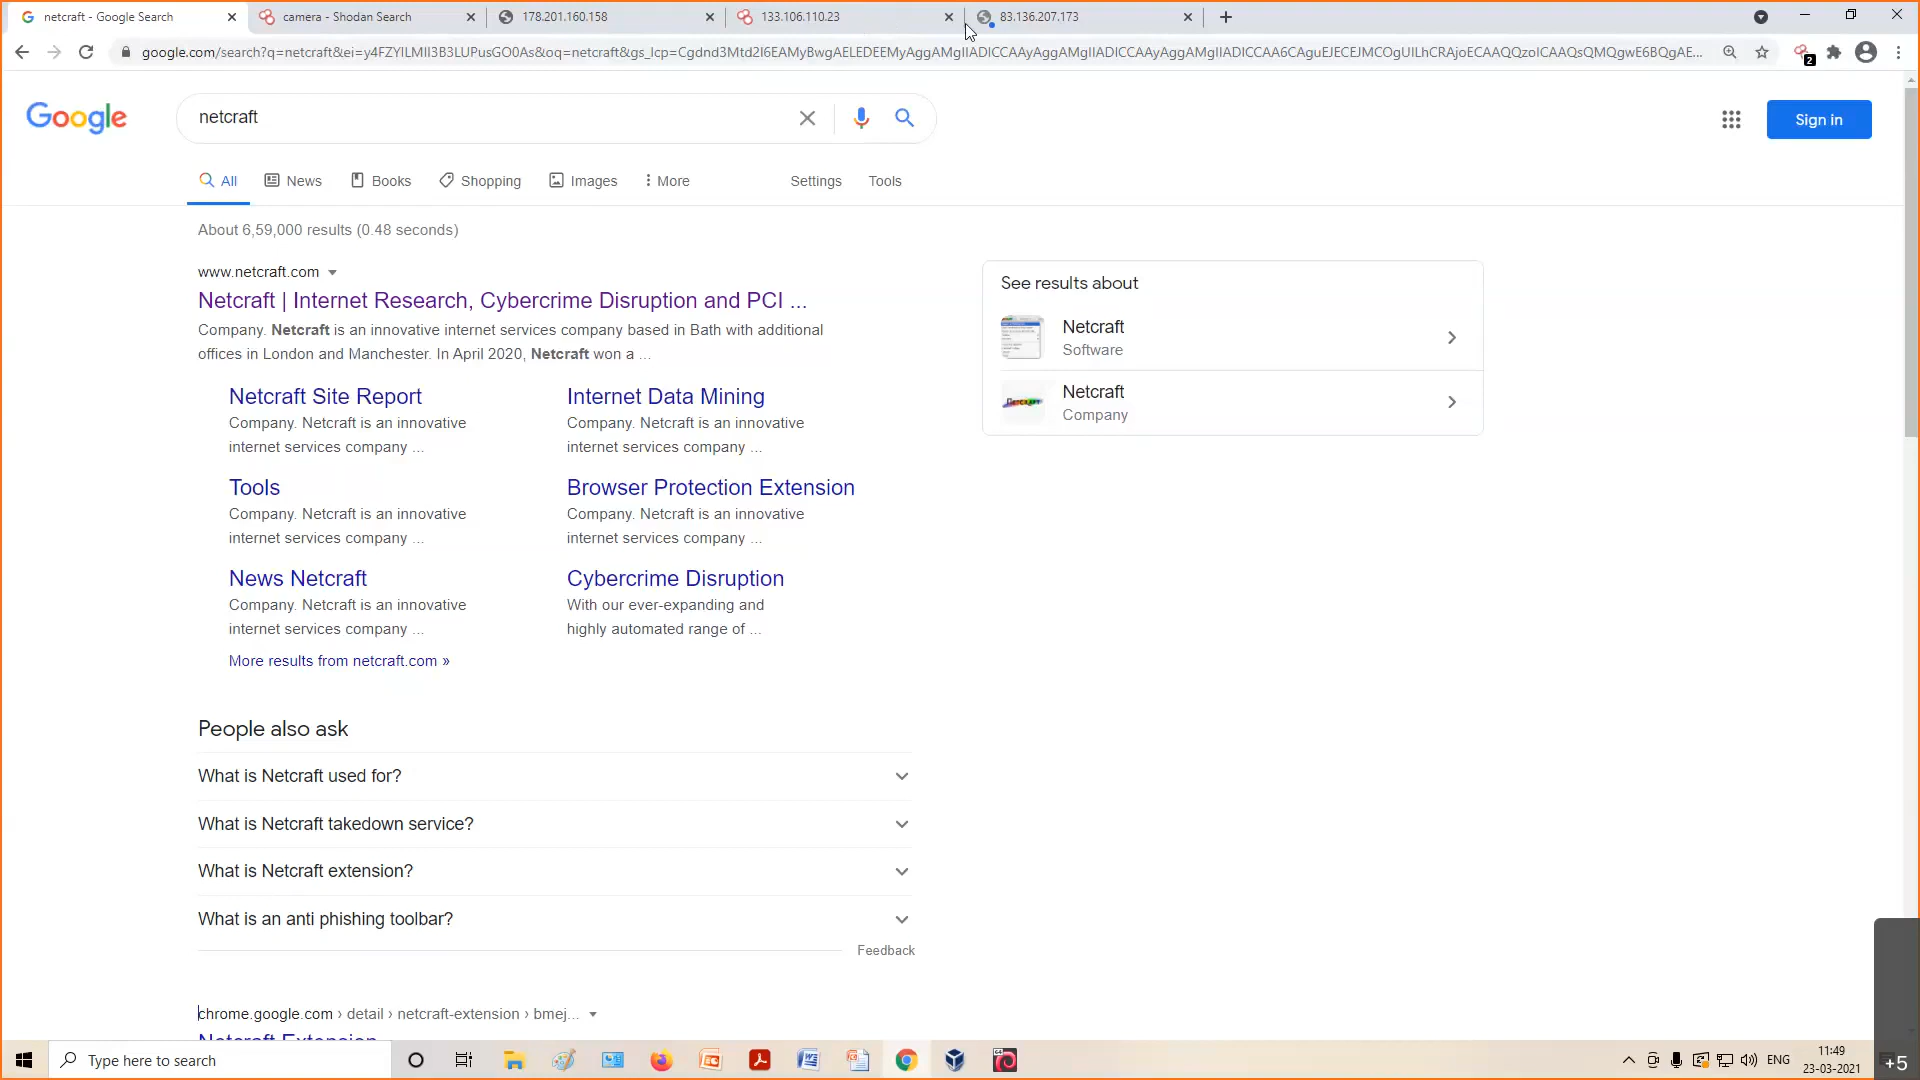 netcraft - Google Search
camera - Shodan Search
178.201.160.158
133.106.110.23
83.136.207.173
Google
netcraft
Sign in
All
News
Books
Shopping
Images
More
Settings
Tools
About 6,59,000 results (0.48 seconds)
www.netcraft.com
Netcraft | Internet Research, Cybercrime Disruption and PCI ...
Company. Netcraft is an innovative internet services company based in Bath with additional
offices in London and Manchester. In April 2020, Netcraft won a ...
Netcraft Site Report
Company. Netcraft is an innovative
internet services company ...
Internet Data Mining
Company. Netcraft is an innovative
internet services company ...
Tools
Company. Netcraft is an innovative
internet services company ...
Browser Protection Extension
Company. Netcraft is an innovative
internet services company ...
News Netcraft
Company. Netcraft is an innovative
internet services company ...
Cybercrime Disruption
With our ever-expanding and
highly automated range of ...
More results from netcraft.com »
See results about
Netcraft
Software
Netcraft
Company
People also ask
What is Netcraft used for?
What is Netcraft takedown service?
What is Netcraft extension?
What is an anti phishing toolbar?
Feedback
chrome.google.com › detail › netcraft-extension › bmej...
Netcraft Extension
Type here to search
ENG
11:49
23-03-2021
+5